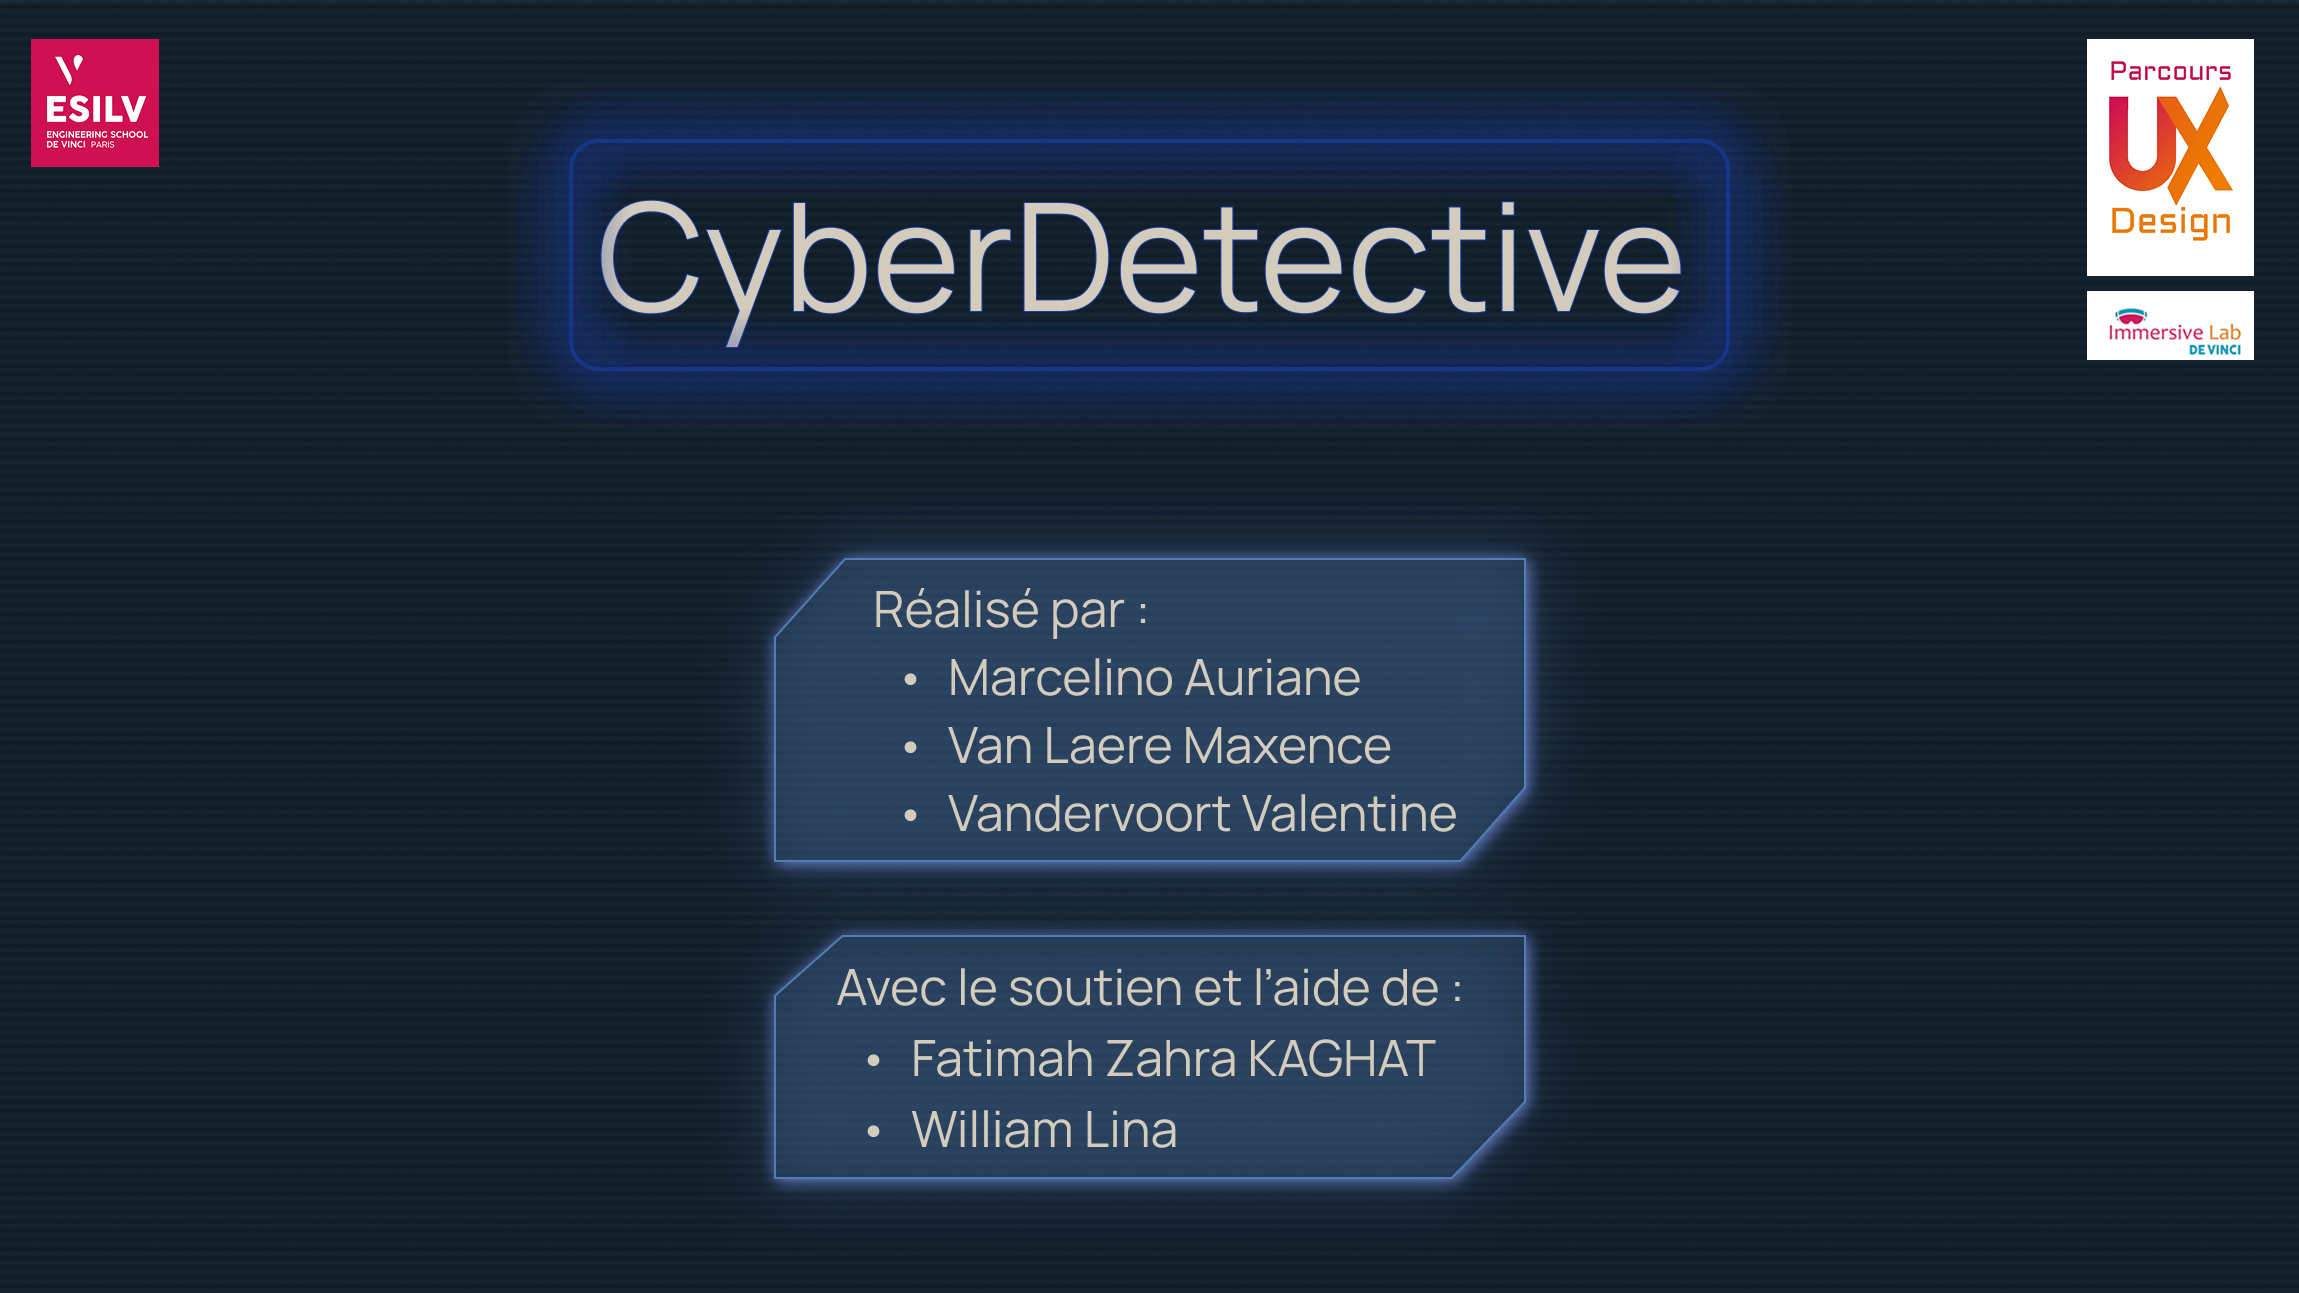 ESILV
ENGINEERING SCHOOL
DE VINCI PARIS
Parcours
UX
Design
Immersive Lab
DE VINCI
CyberDetective
Réalisé par :
• Marcelino Auriane
• Van Laere Maxence
• Vandervoort Valentine
Avec le soutien et l'aide de :
• Fatimah Zahra KAGHAT
• William Lina